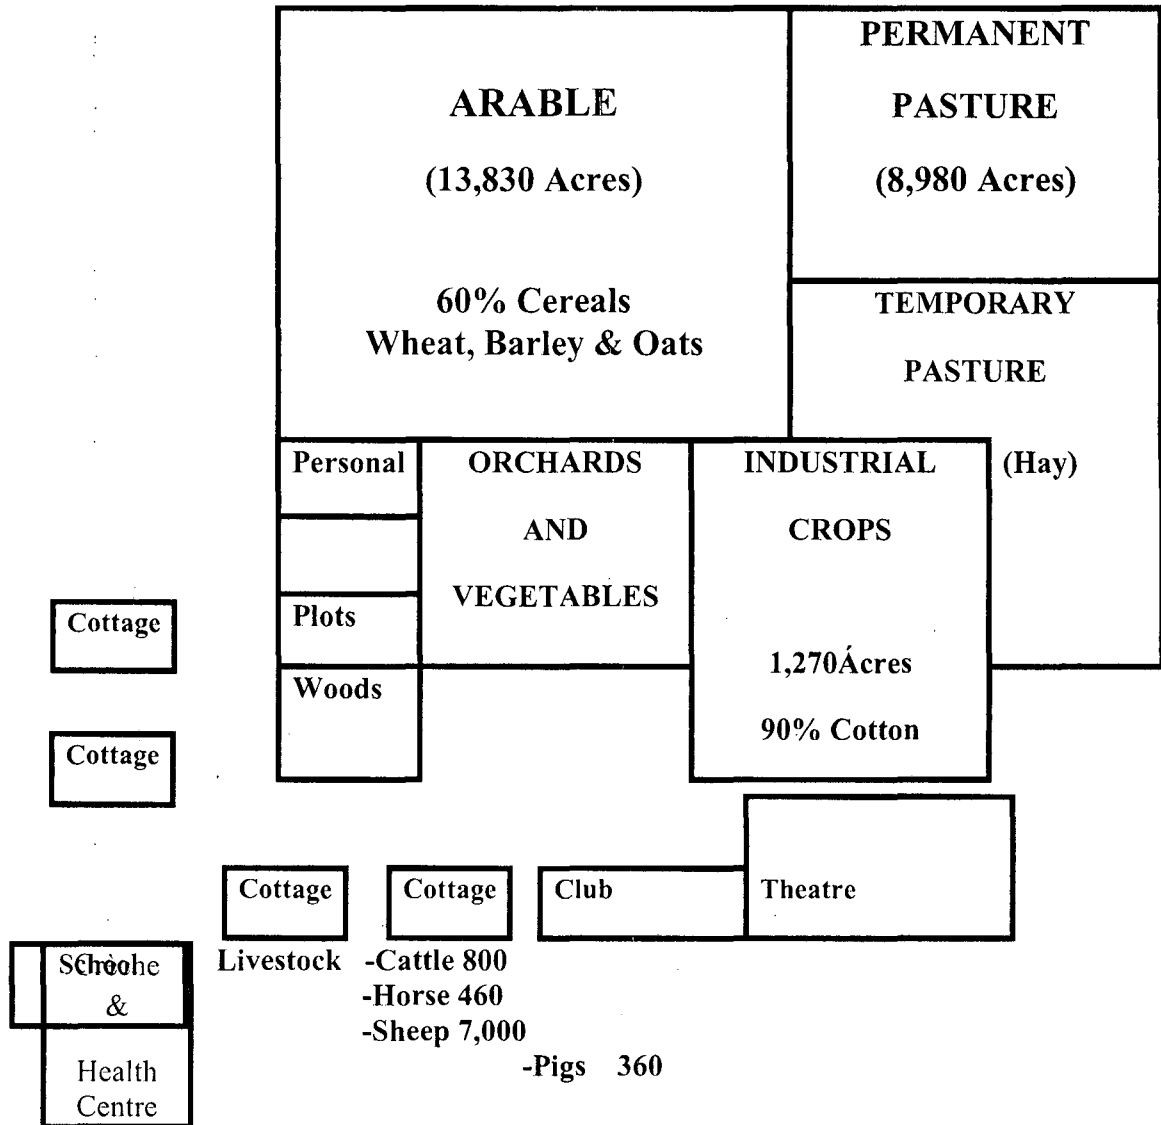 ARABLE
(13,830 Acres)
60% Cereals
Wheat, Barley & Oats
PERMANENT
PASTURE
(8,980 Acres)
TEMPORARY
PASTURE
(Hay)
Personal
Plots
Woods
ORCHARDS
AND
VEGETABLES
INDUSTRIAL
CROPS
1,270Ácres
90% Cotton
Cottage
Cottage
Cottage
Cottage
Club
Theatre
School
Crèche
&
Health
Centre
Livestock -Cattle 800
-Horse 460
-Sheep 7,000
-Pigs 360